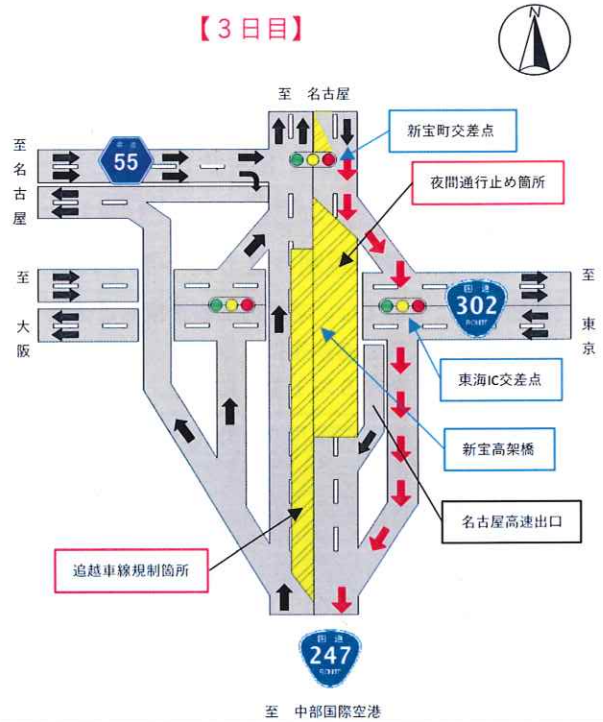 【3日目】
至 名古屋
新宝町交差点
至名古屋
県道
55
夜間通行止め箇所
至大阪
国道
302
ROUTE
至東京
東海IC交差点
新宝高架橋
名古屋高速出口
追越車線規制箇所
国道
247
ROUTE
至 中部国際空港